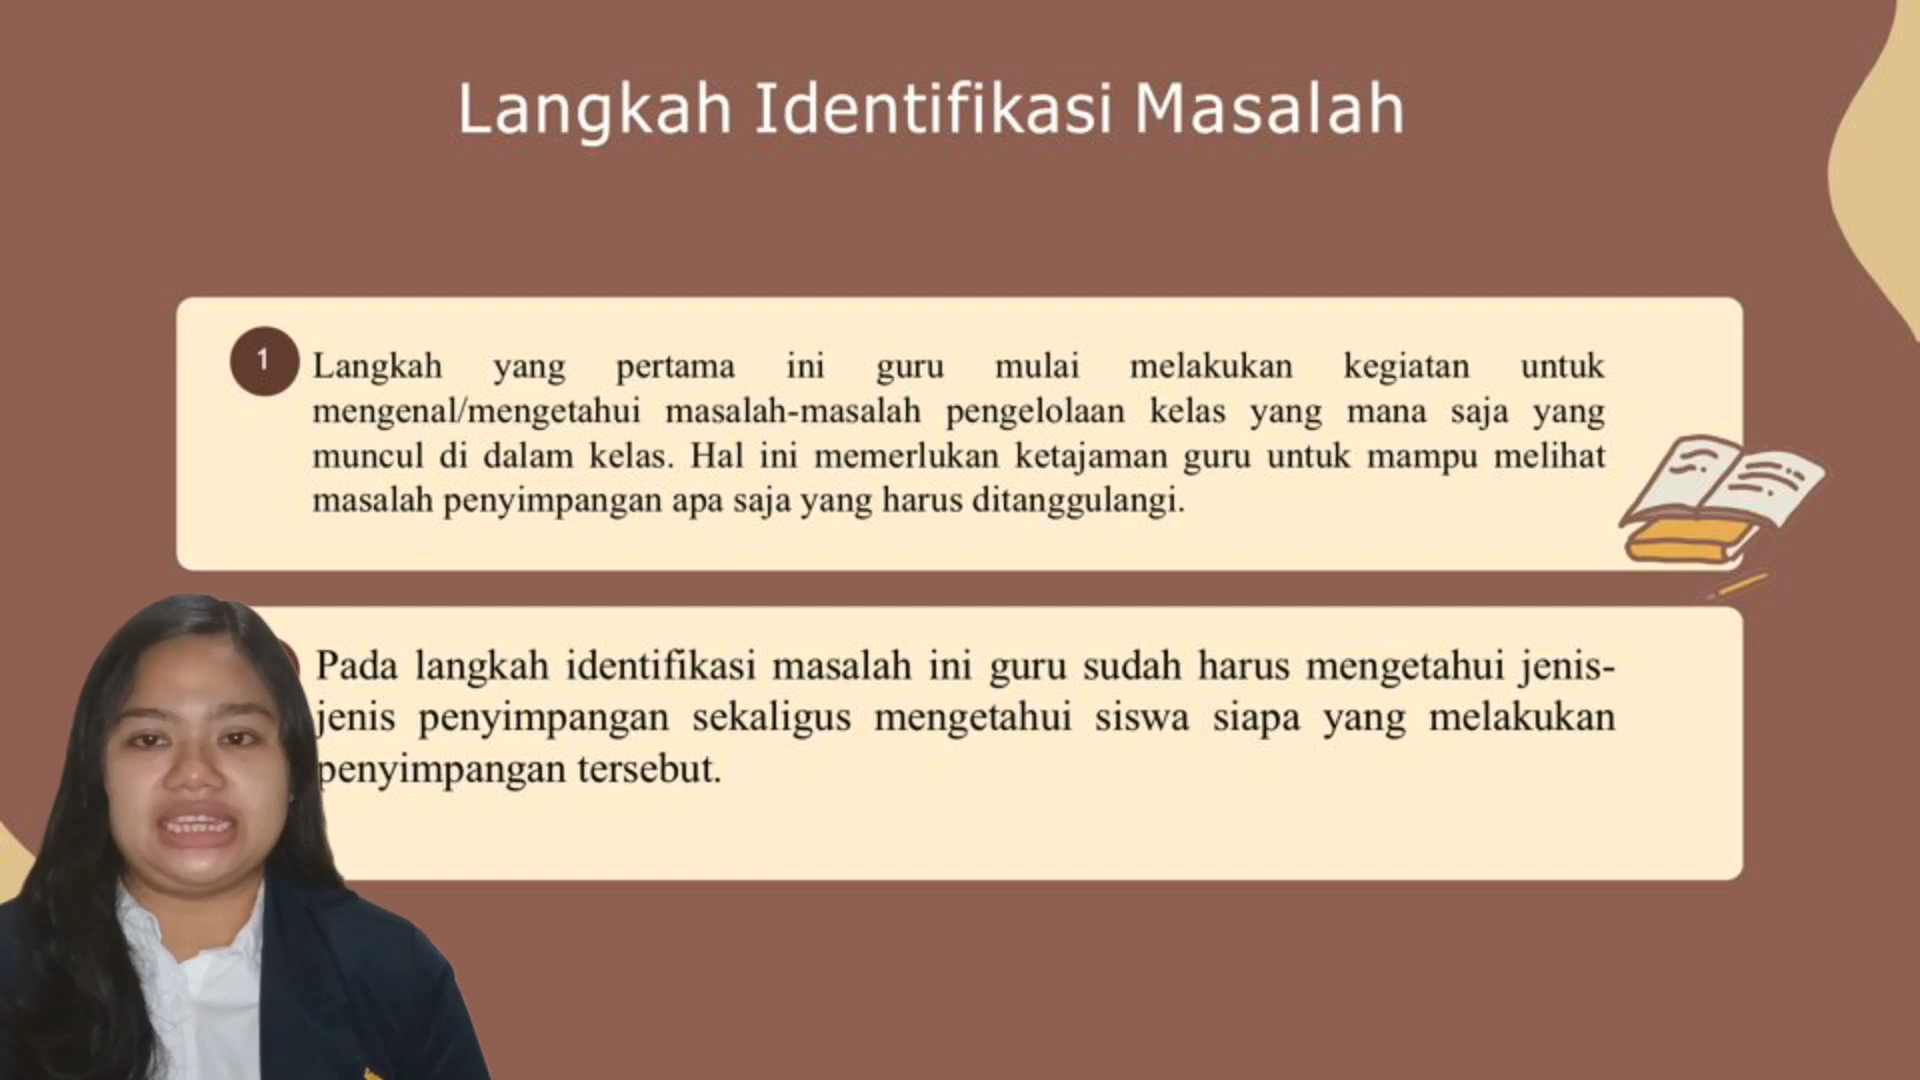 Langkah Identifikasi Masalah
1
Langkah yang pertama ini guru mulai melakukan kegiatan untuk
mengenal/mengetahui masalah-masalah pengelolaan kelas yang mana saja yang
muncul di dalam kelas. Hal ini memerlukan ketajaman guru untuk mampu melihat
masalah penyimpangan apa saja yang harus ditanggulangi.
Pada langkah identifikasi masalah ini guru sudah harus mengetahui jenis-
jenis penyimpangan sekaligus mengetahui siswa siapa yang melakukan
penyimpangan tersebut.